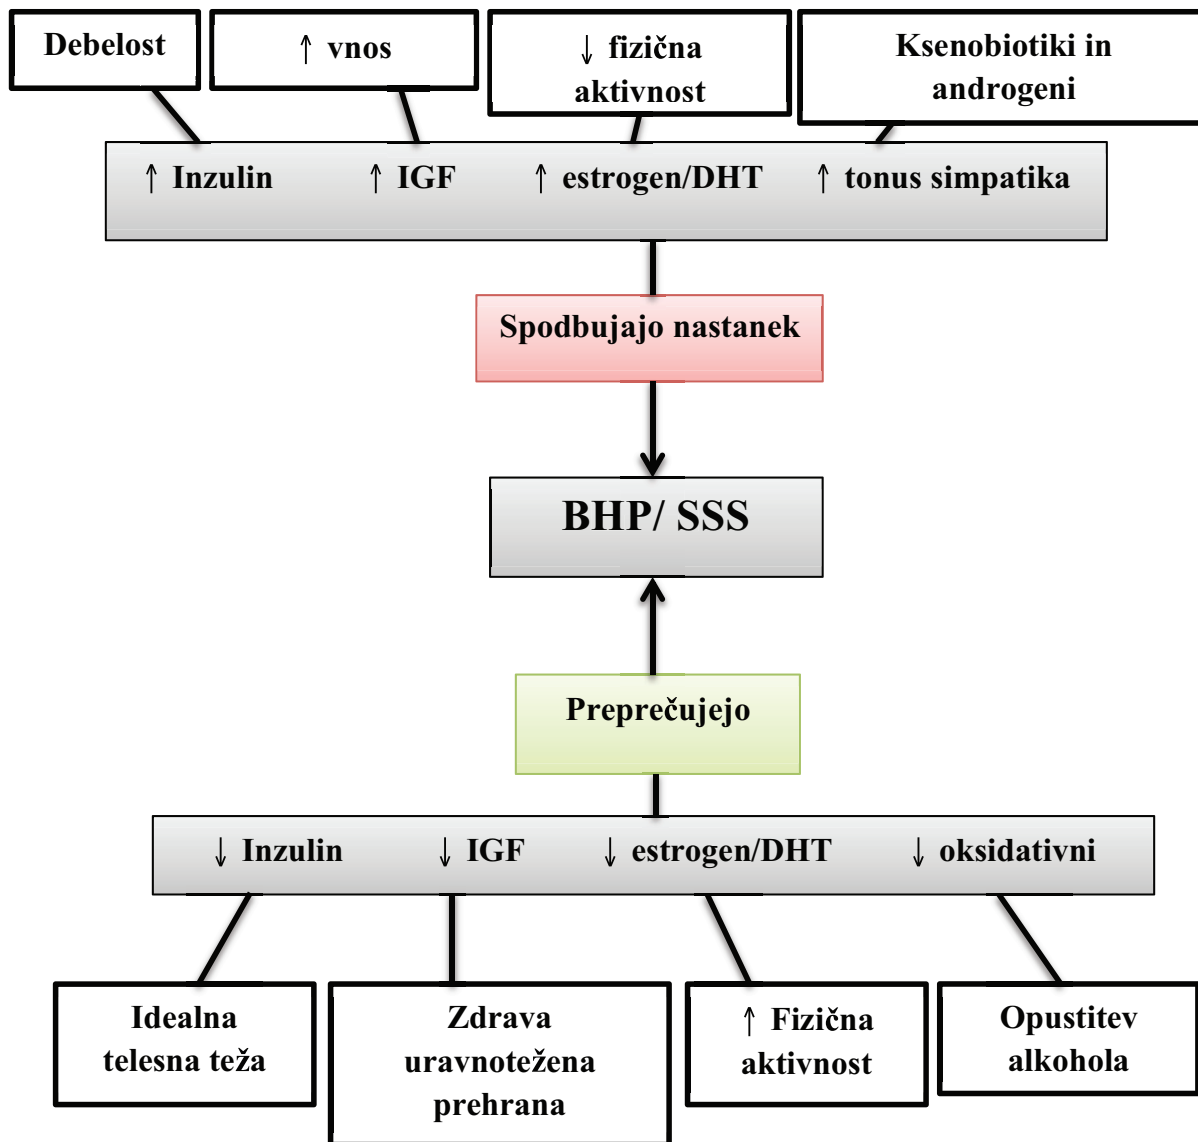 Debelost
↑ vnos
↓ fizična
aktivnost
Ksenobiotiki in
androgeni
↑ Inzulin ↑ IGF ↑ estrogen/DHT ↑ tonus simpatika
Spodbujajo nastanek
BHP/ SSS
Preprečujejo
↓ Inzulin ↓ IGF ↓ estrogen/DHT ↓ oksidativni
Idealna
telesna teža
Zdrava
uravnotežena
prehrana
↑ Fizična
aktivnost
Opustitev
alkohola